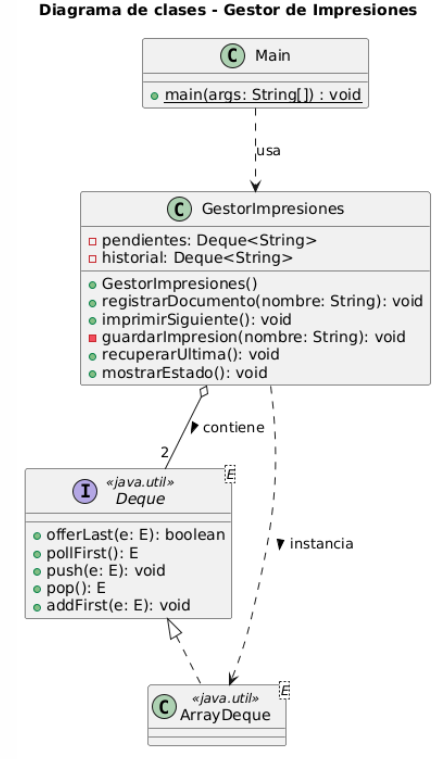 Diagrama de clases - Gestor de Impresiones
C Main
main(args: String[]) : void
usa
C GestorImpresiones
pendientes: Deque<String>
historial: Deque<String>
GestorImpresiones()
registrarDocumento(nombre: String): void
imprimirSiguiente(): void
guardarImpresion(nombre: String): void
recuperarUltima(): void
mostrarEstado(): void
contiene
2
E
«java.util»
I Deque
offerLast(e: E): boolean
pollFirst(): E
push(e: E): void
pop(): E
addFirst(e: E): void
instancia
E
«java.util»
C ArrayDeque